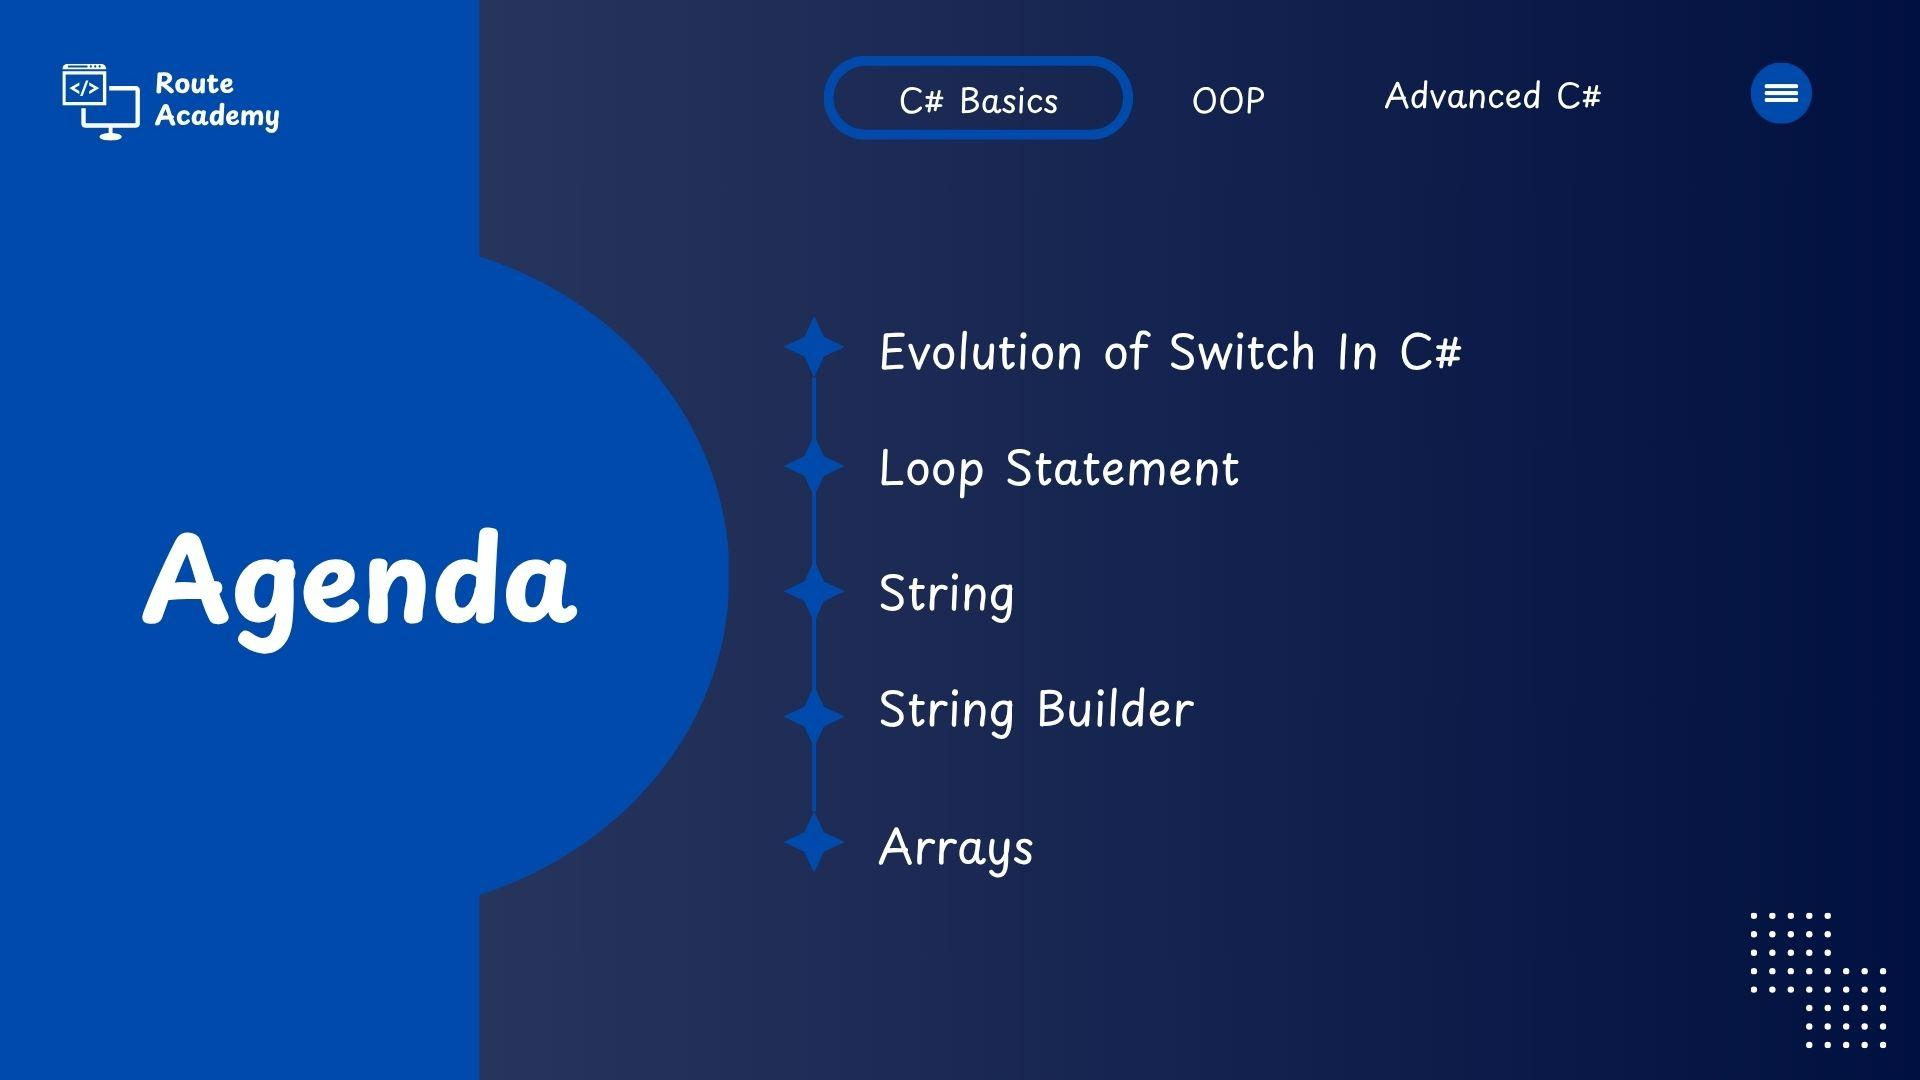 Route
Academy
C# Basics
OOP
Advanced C#
Agenda
Evolution of Switch In C#
Loop Statement
String
String Builder
Arrays